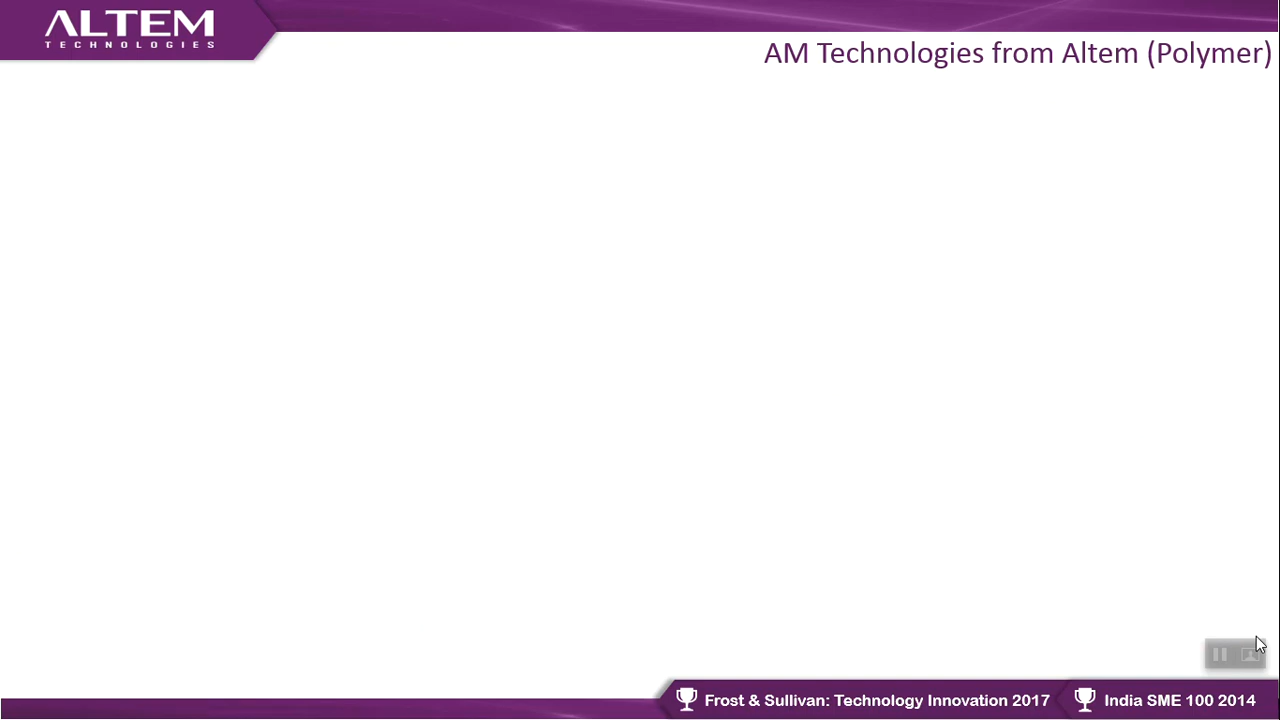 ALTEM
TECHNOLOGIES
AM Technologies from Altem (Polymer)
Frost & Sullivan: Technology Innovation 2017
India SME 100 2014